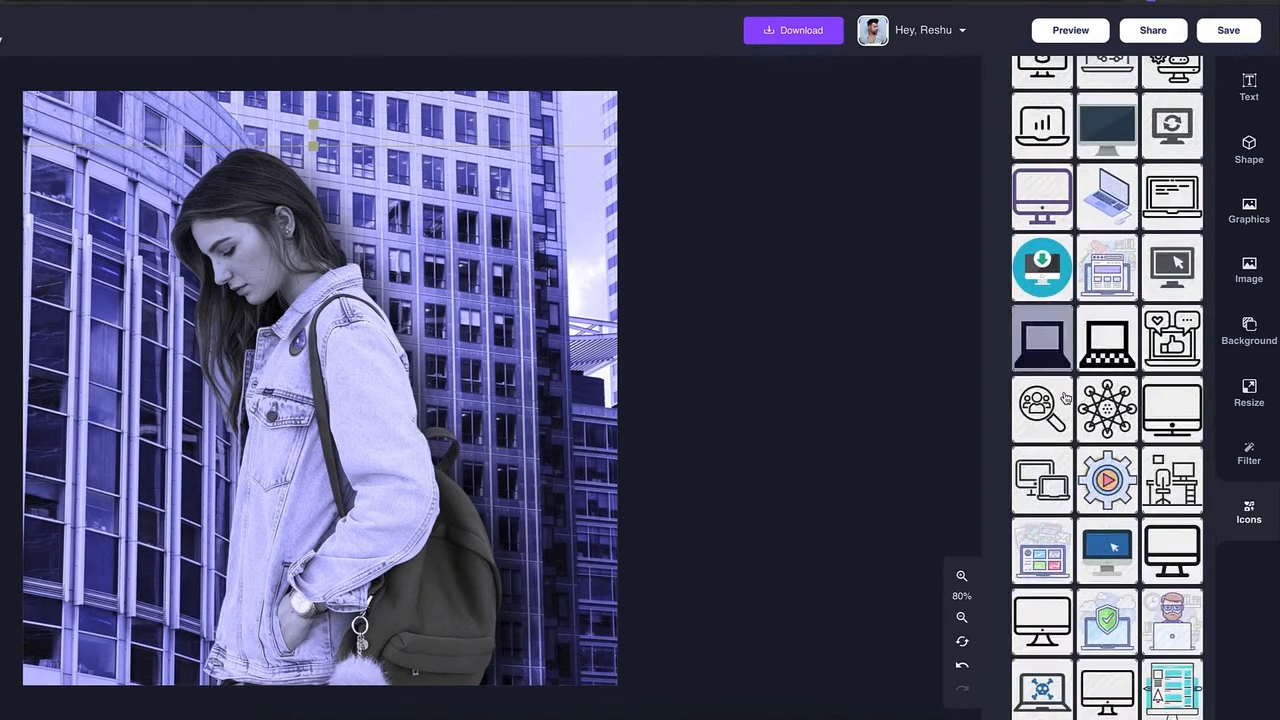 Download
Hey, Reshu
Preview
Share
Save
Text
Shape
Graphics
Image
Background
Resize
Filter
Icons
80%